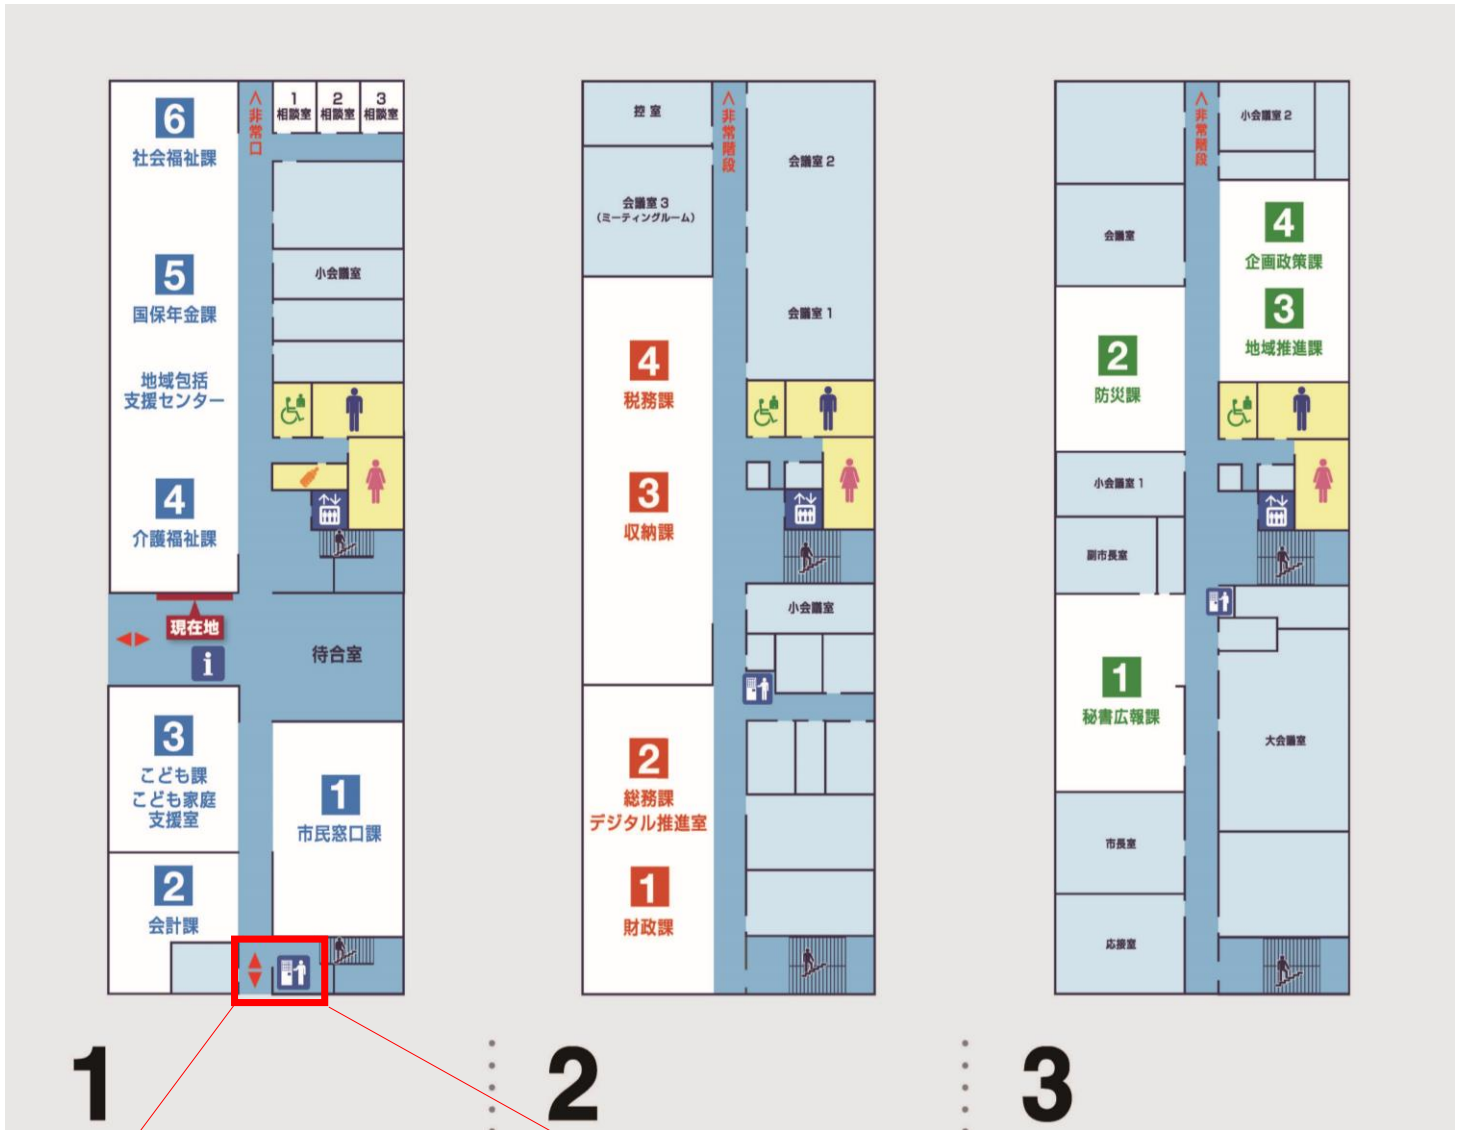 6
社会福祉課
5
国保年金課
地域包括
支援センター
4
介護福祉課
<非常口
1
相談室
2
相談室
3
相談室
小会議室
現在地
i
待合室
3
こども課
こども家庭
支援室
2
会計課
1
市民窓口課
1
控室
会議室3
(ミーティングルーム)
<非常階段
会議室2
会議室1
4
税務課
3
収納課
小会議室
2
総務課
デジタル推進室
1
財政課
2
<非常階段
小会議室2
会議室
4
企画政策課
3
地域推進課
2
防災課
小会議室1
副市長室
1
秘書広報課
大会議室
市長室
応接室
3